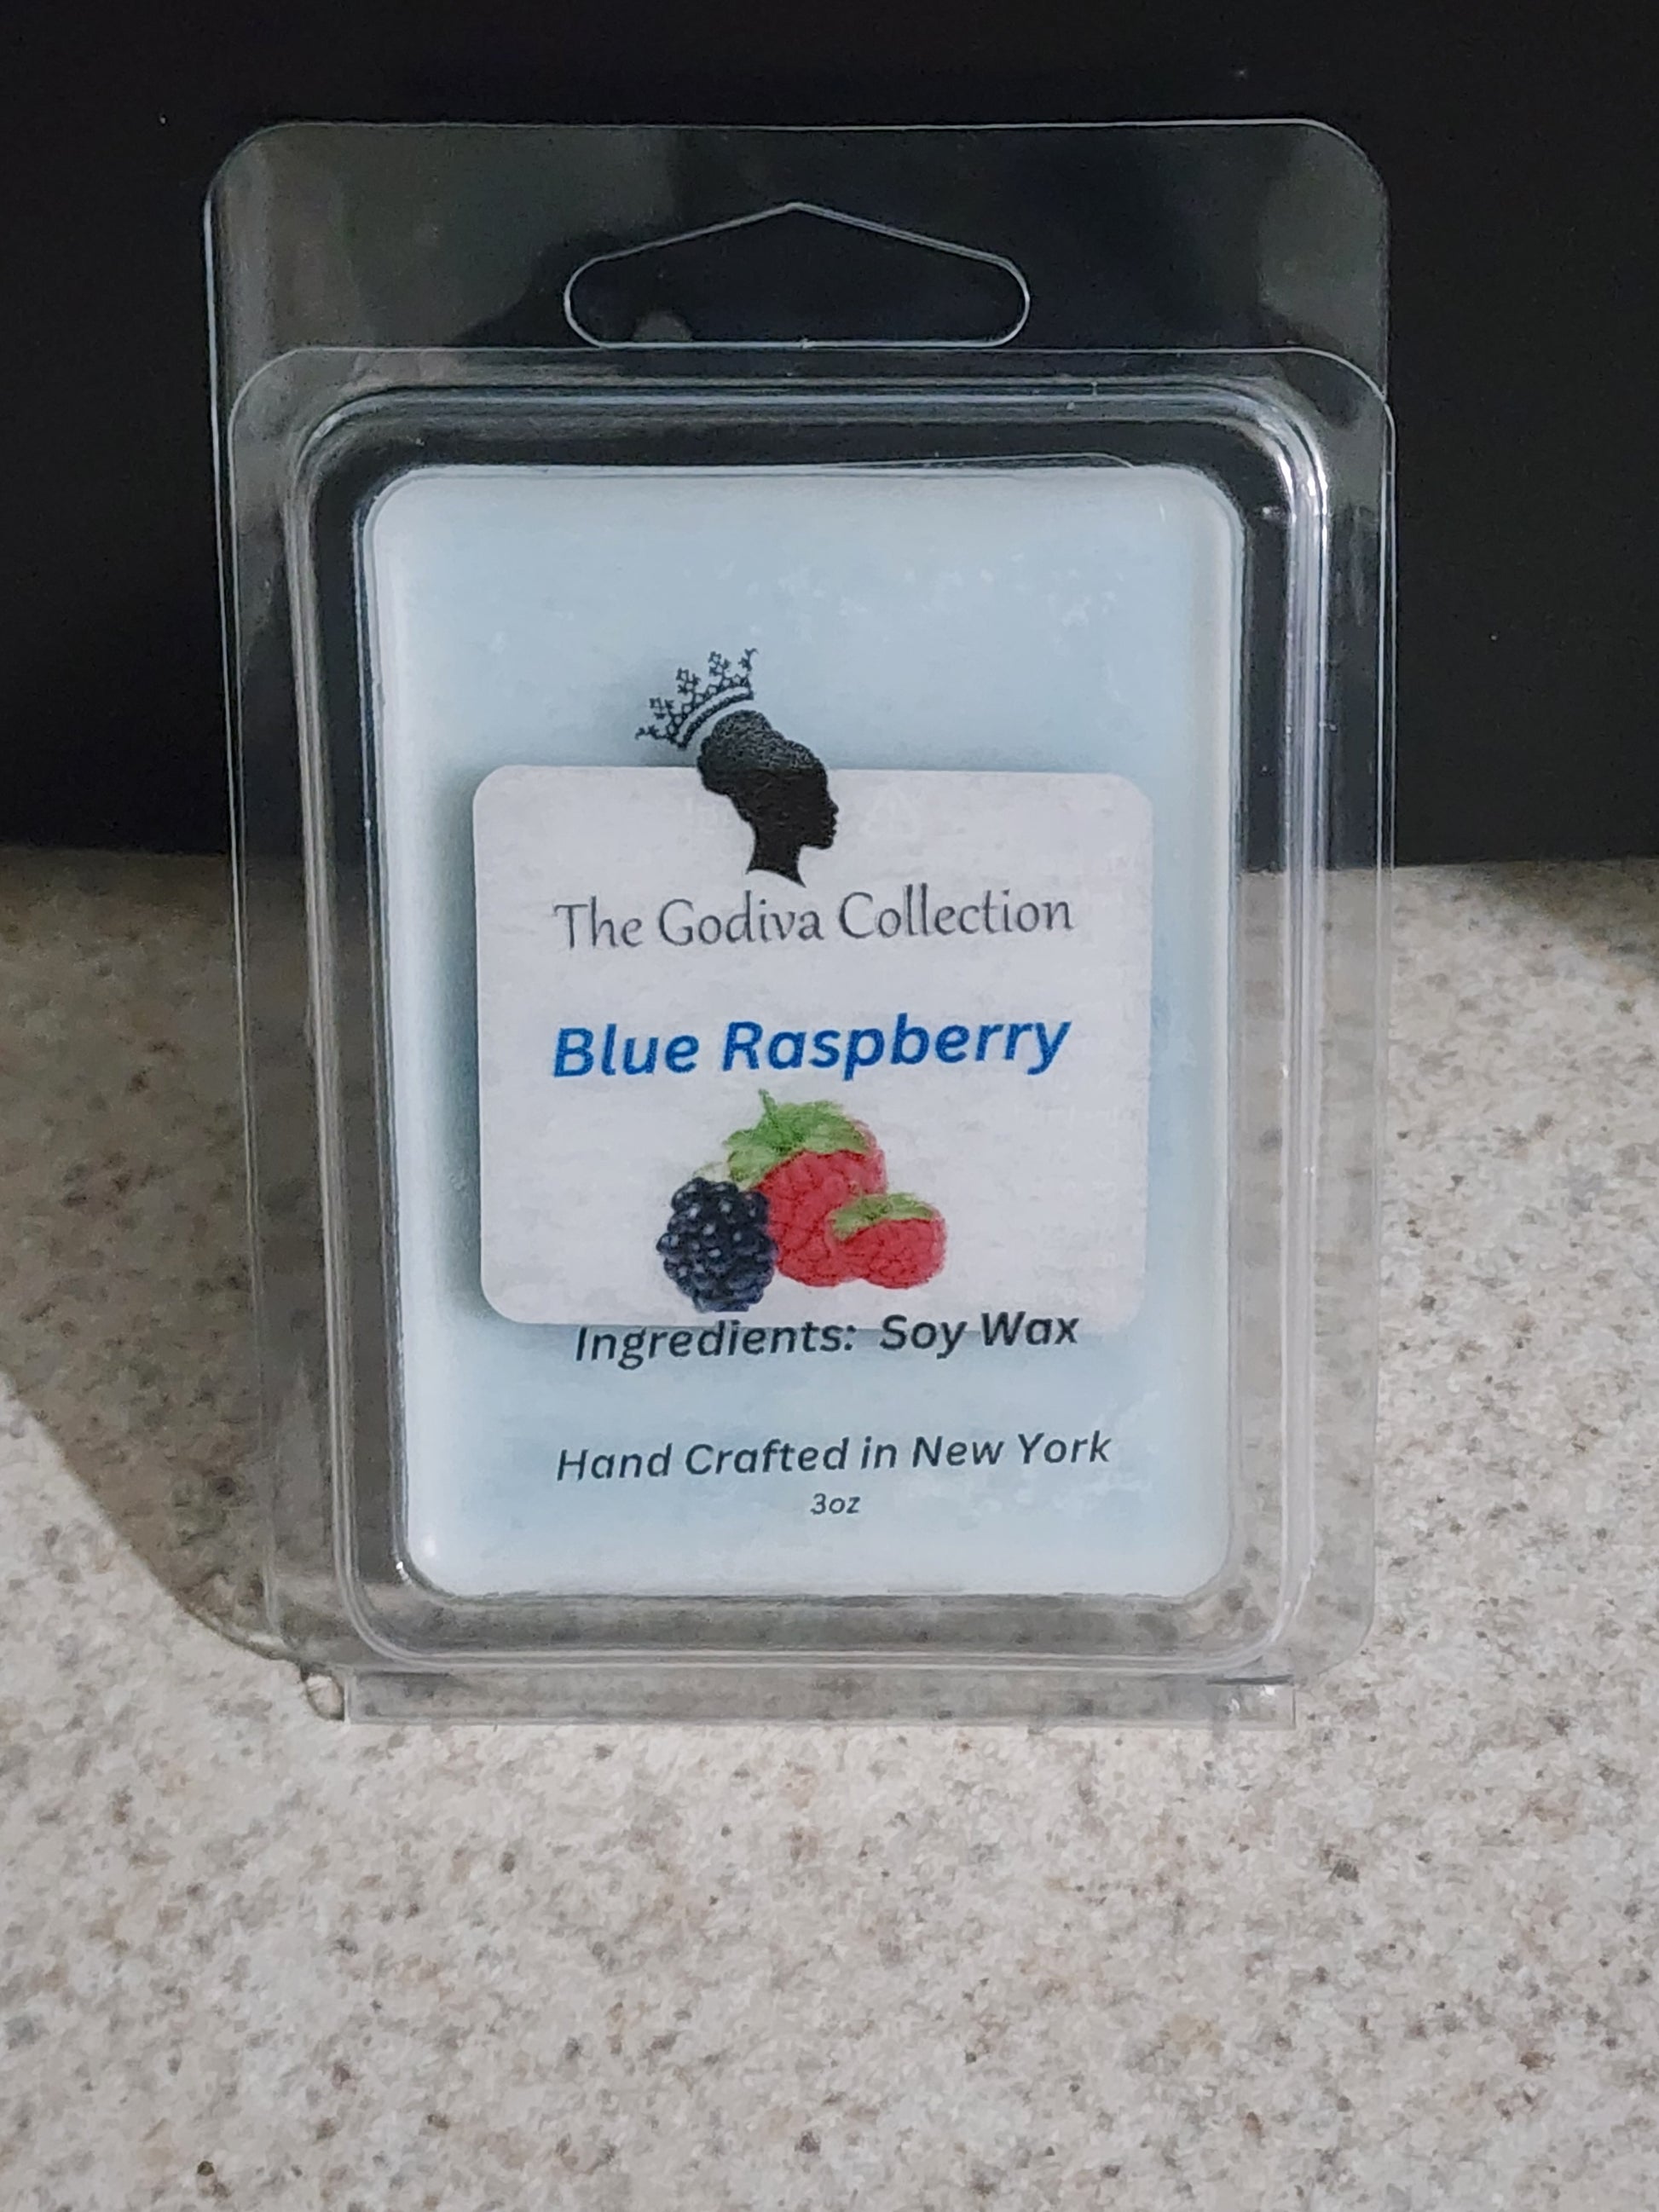 The Godiva Collection
Blue Raspberry
Ingredients: Soy Wax
Hand Crafted in New York
3oz